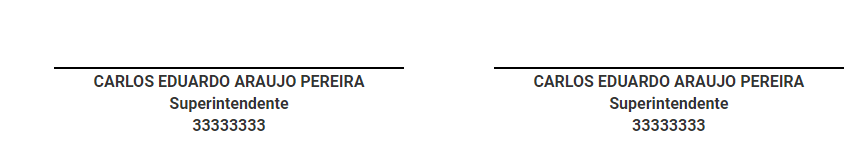 CARLOS EDUARDO ARAUJO PEREIRA
Superintendente
33333333
CARLOS EDUARDO ARAUJO PEREIRA
Superintendente
33333333